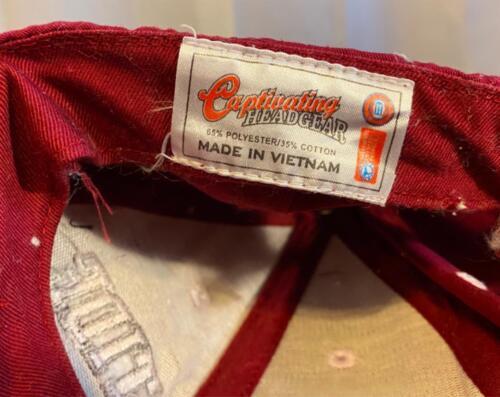 Captivating
HEADGEAR
65% POLYESTER/35% COTTON
MADE IN VIETNAM